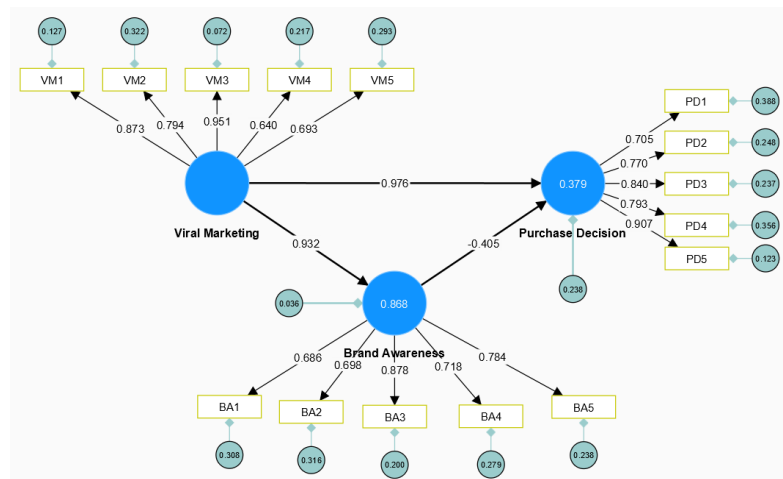 0.127 0.322 0.072 0.217 0.293
VM1 VM2 VM3 VM4 VM5
0.873 0.794 0.951 0.640 0.693
PD1 0.388
0.705
PD2 0.248
0.770
0.379 0.840 PD3 0.237
0.976
0.793
PD4 0.356
Viral Marketing
Purchase Decision
0.907
0.932 -0.405
PD5 0.123
0.238
0.036
0.868
Brand Awareness
0.686 0.698 0.878 0.718 0.784
BA1 BA2 BA3 BA4 BA5
0.308 0.316 0.200 0.279 0.238